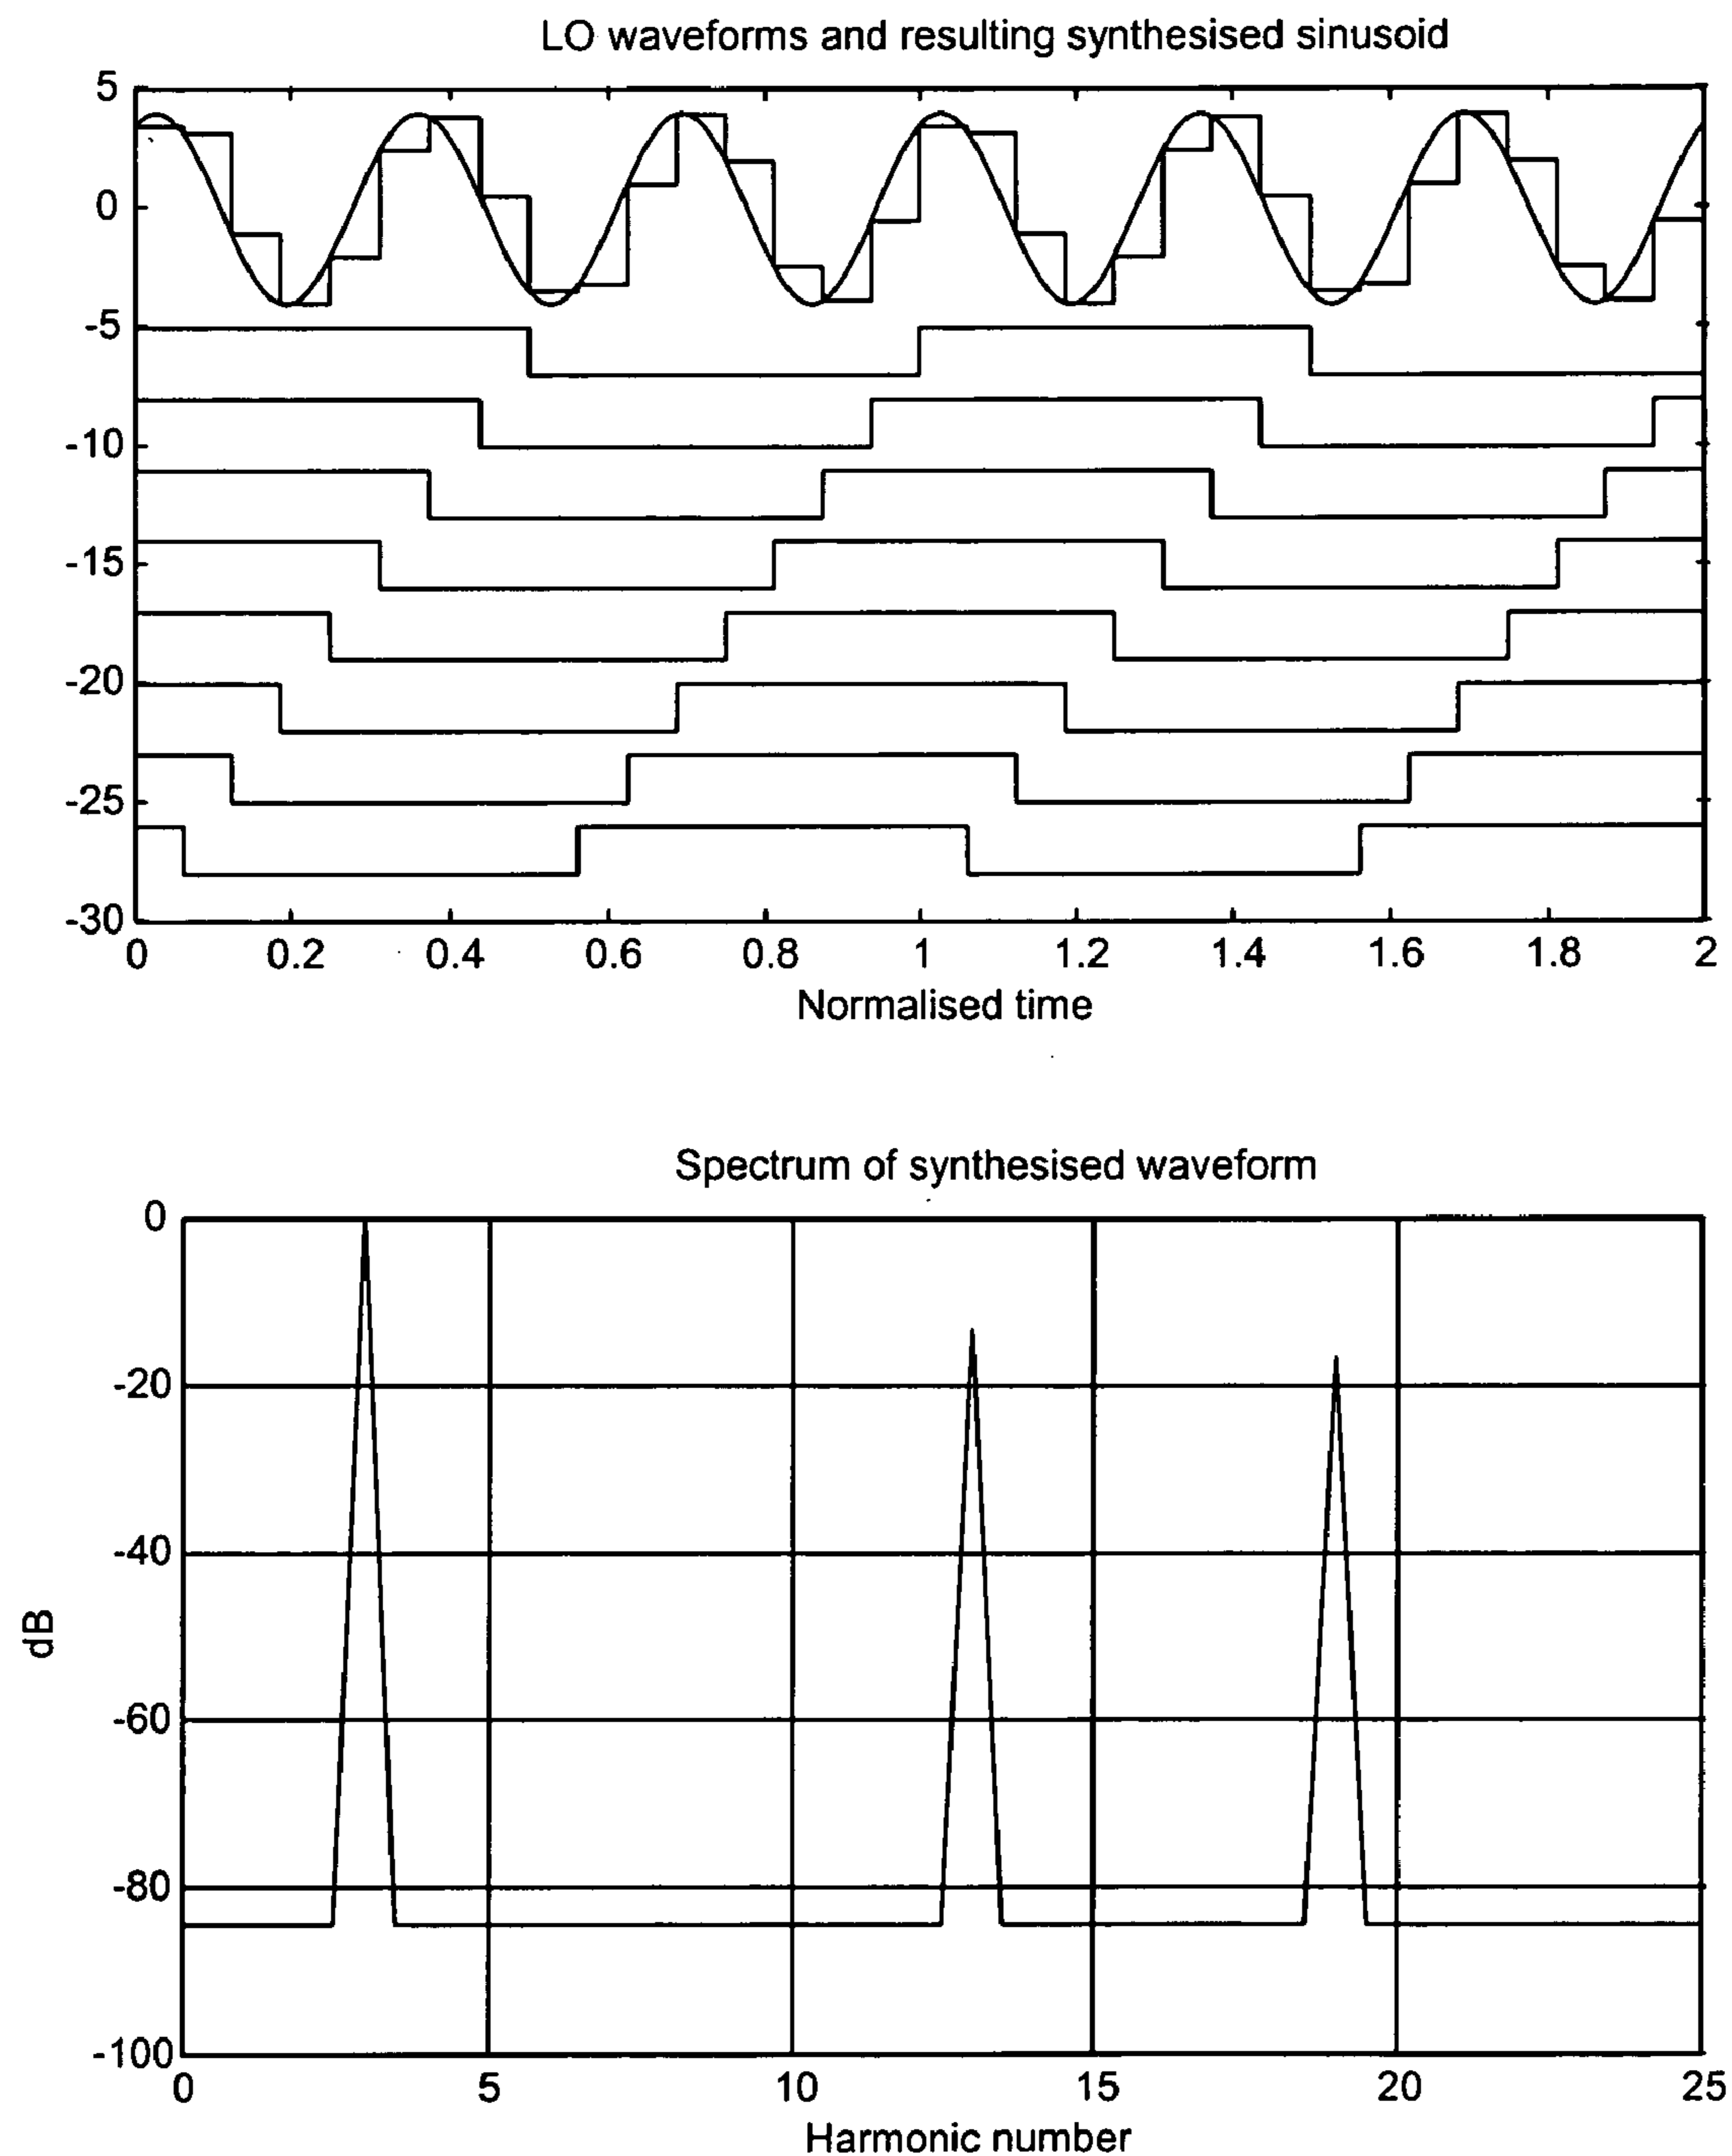 LO waveforms and resulting synthesised sinusoid
5
0
-5
-10
-15
-20
-25
-30
0 0.2 0.4 0.6 0.8 1 1.2 1.4 1.6 1.8 2
Normalised time
Spectrum of synthesised waveform
0
-20
-40
-60
-80
-100
dB
0 5 10 15 20 25
Harmonic number